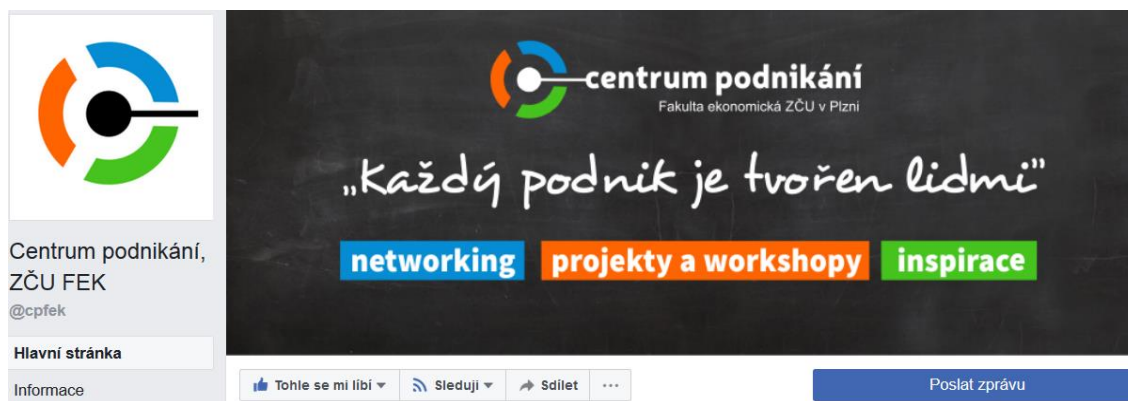 centrum podnikání
Fakulta ekonomická ZČU v Plzni
„Každý podnik je tvořen lidmi”
networking projekty a workshopy inspirace
Centrum podnikání,
ZČU FEK
@cpfek
Hlavní stránka
Informace
Tohle se mi líbí Sleduji Sdílet ...
Poslat zprávu